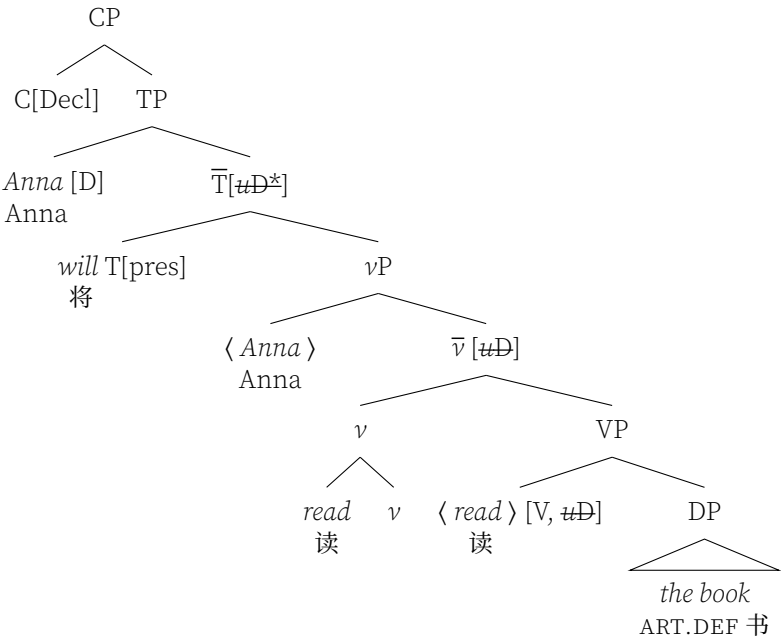 CP
C[Decl] TP
Anna [D] T̅[uD*]
Anna
will T[pres] vP
将
⟨ Anna ⟩ v̅ [uD]
Anna
v VP
read v ⟨ read ⟩ [V, uD] DP
读 读
the book
ART.DEF 书